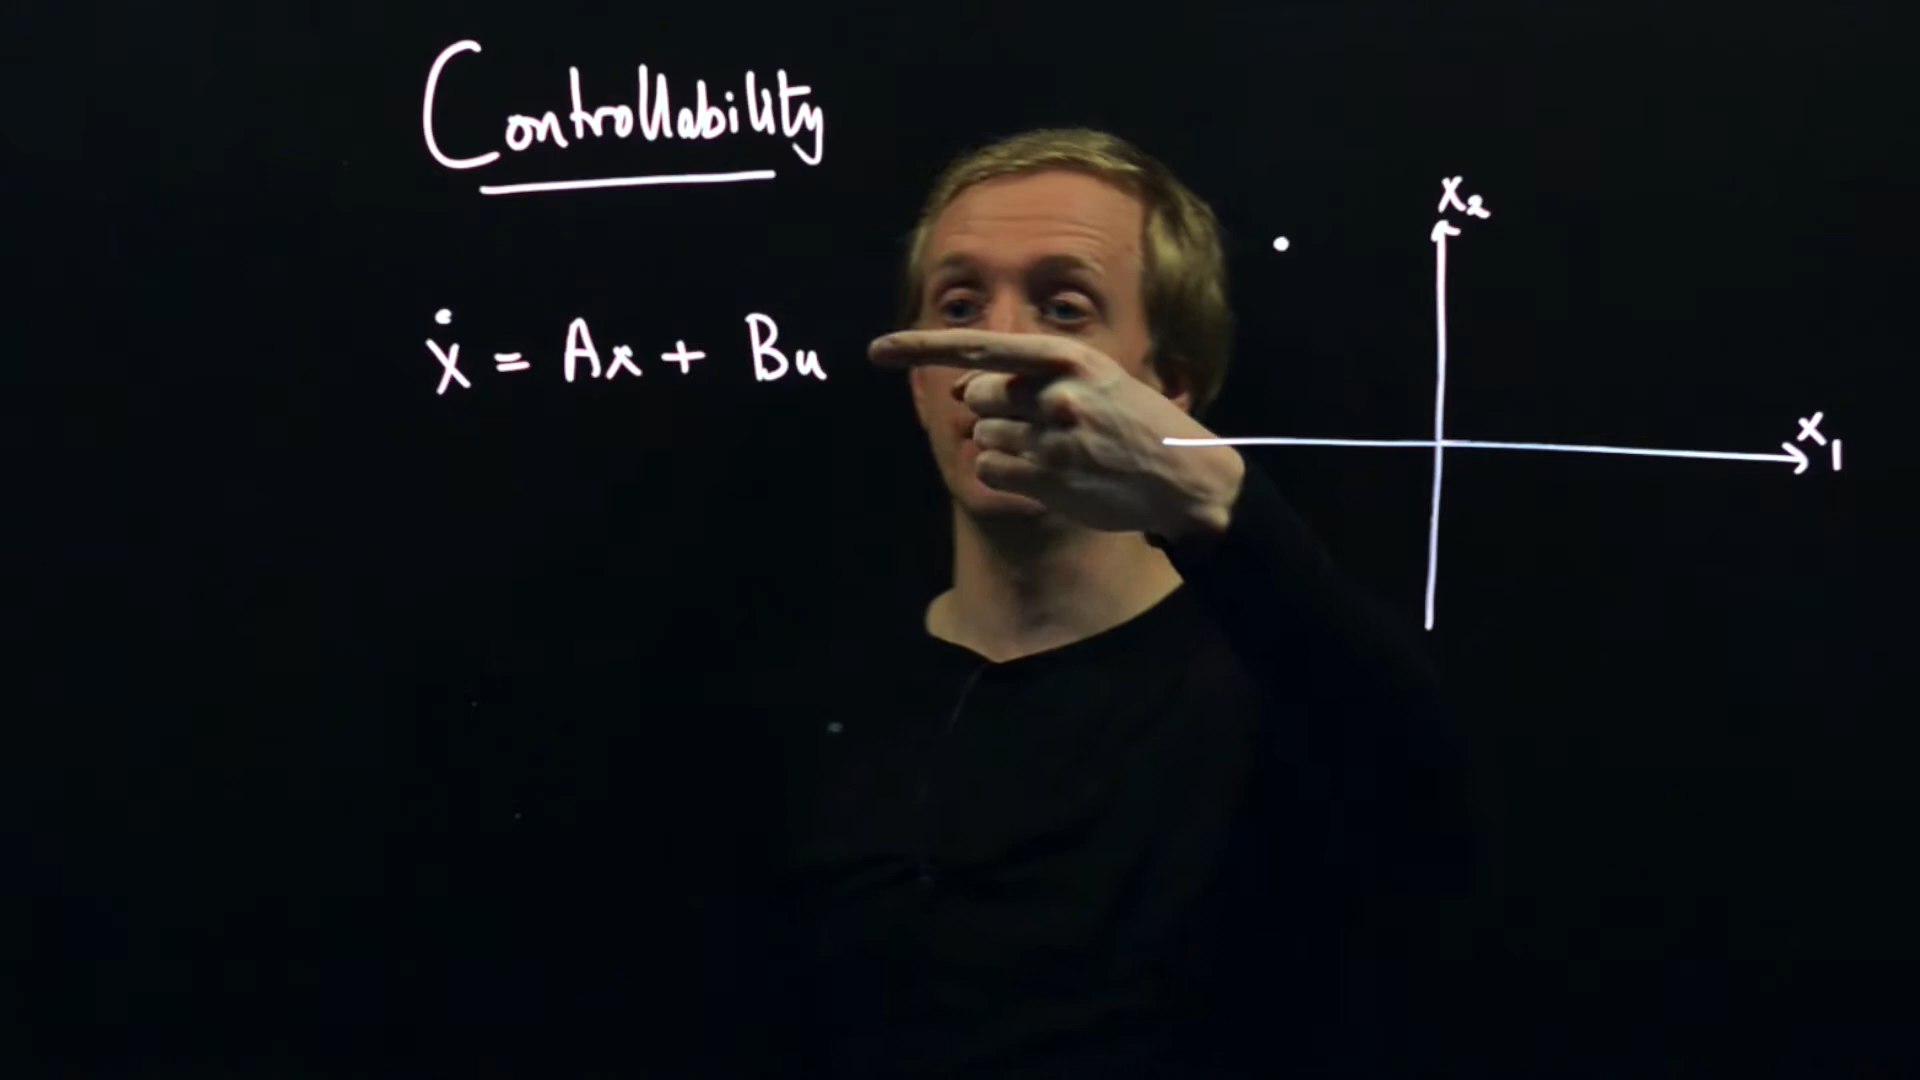 Controllability
ẋ = Ax + Bu
x₂
x₁